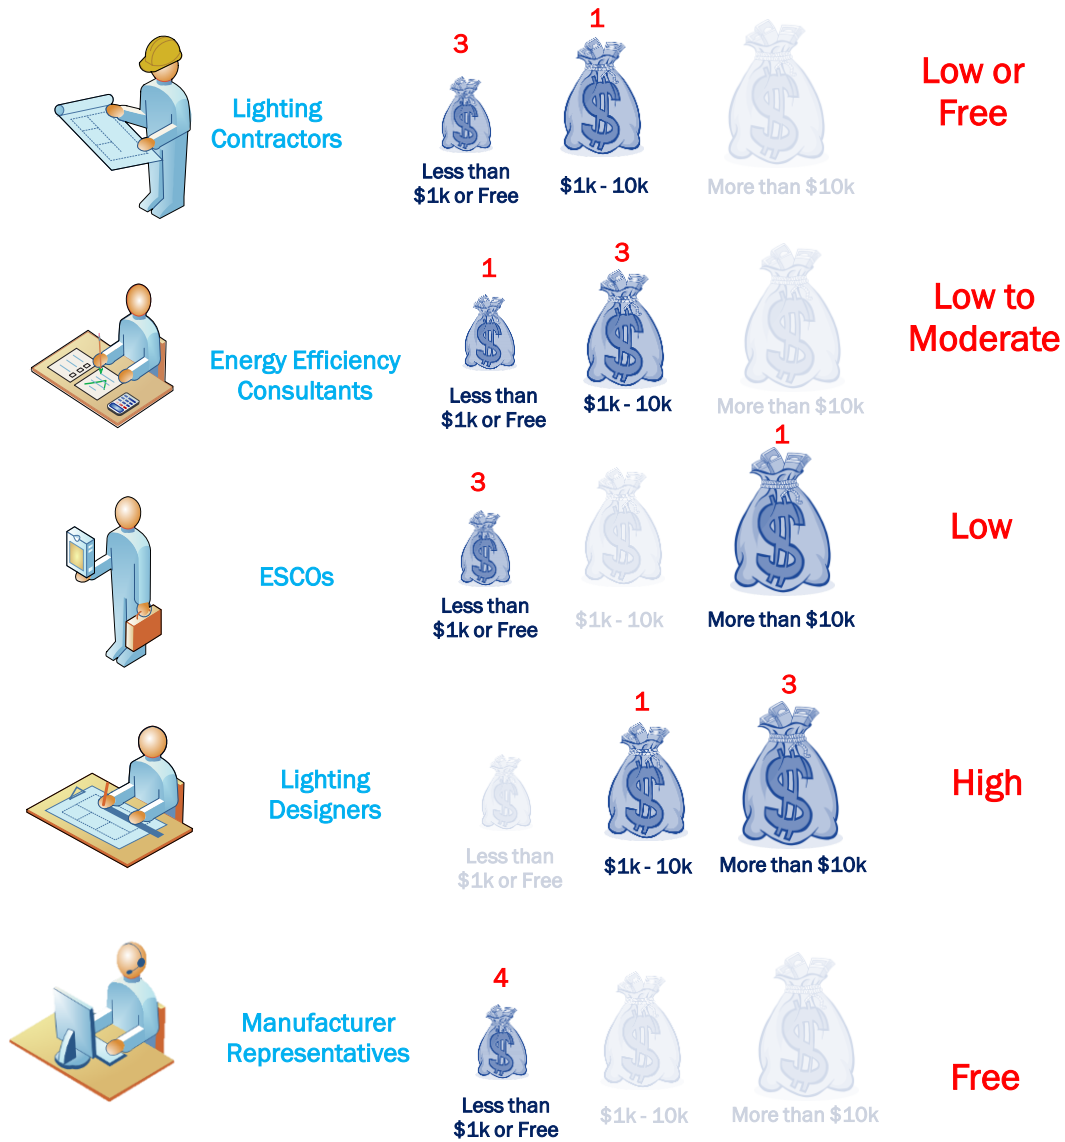 3
1
Low or
Free
Lighting
Contractors
Less than
$1k or Free
$1k - 10k
More than $10k
1
3
Low to
Moderate
Energy Efficiency
Consultants
Less than
$1k or Free
$1k - 10k
More than $10k
3
1
Low
ESCOs
Less than
$1k or Free
$1k - 10k
More than $10k
1
3
High
Lighting
Designers
Less than
$1k or Free
$1k - 10k
More than $10k
4
Manufacturer
Representatives
Free
Less than
$1k or Free
$1k - 10k
More than $10k